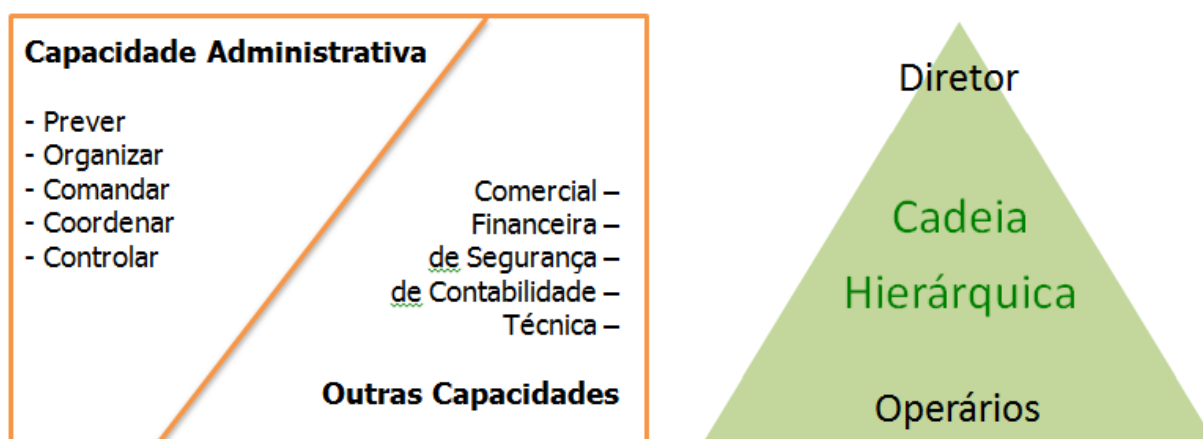 Capacidade Administrativa
- Prever
- Organizar
- Comandar
- Coordenar
- Controlar
Comercial –
Financeira –
de Segurança –
de Contabilidade –
Técnica –
Outras Capacidades
Diretor
Cadeia
Hierárquica
Operários